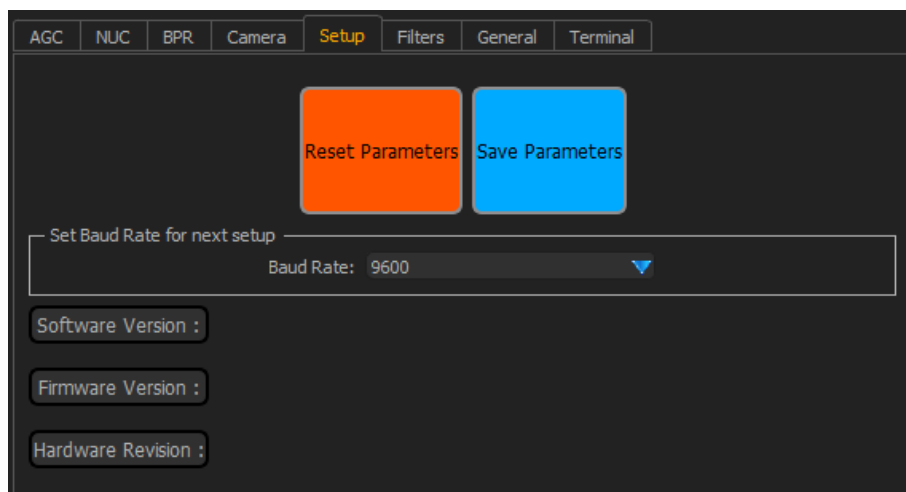 AGC NUC BPR Camera Setup Filters General Terminal
Reset Parameters Save Parameters
Set Baud Rate for next setup
Baud Rate: 9600
Software Version :
Firmware Version :
Hardware Revision :